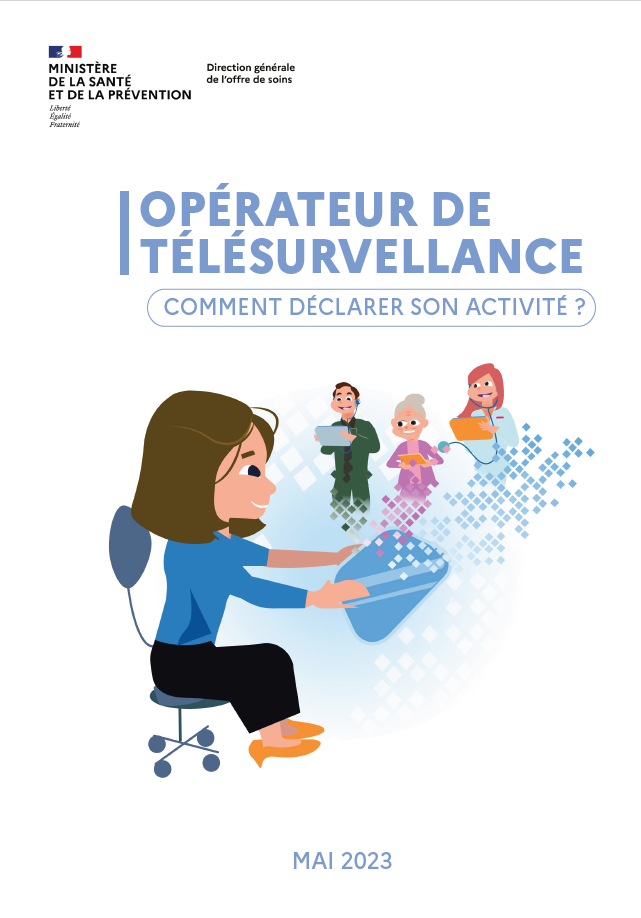 MINISTÈRE
DE LA SANTÉ
ET DE LA PRÉVENTION
Liberté
Égalité
Fraternité
Direction générale
de l'offre de soins
OPÉRATEUR DE
TÉLÉSURVELLANCE
COMMENT DÉCLARER SON ACTIVITÉ ?
MAI 2023